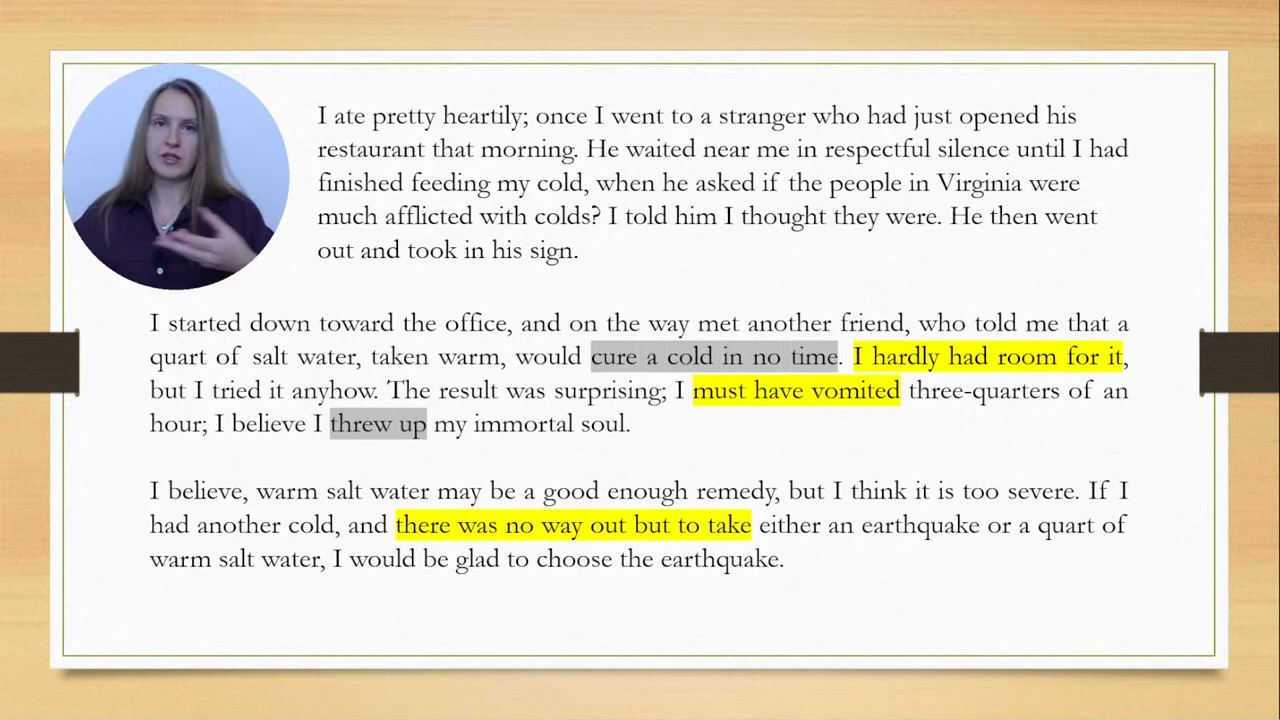 I ate pretty heartily; once I went to a stranger who had just opened his
restaurant that morning. He waited near me in respectful silence until I had
finished feeding my cold, when he asked if the people in Virginia were
much afflicted with colds? I told him I thought they were. He then went
out and took in his sign.
I started down toward the office, and on the way met another friend, who told me that a
quart of salt water, taken warm, would cure a cold in no time. I hardly had room for it,
but I tried it anyhow. The result was surprising; I must have vomited three-quarters of an
hour; I believe I threw up my immortal soul.
I believe, warm salt water may be a good enough remedy, but I think it is too severe. If I
had another cold, and there was no way out but to take either an earthquake or a quart of
warm salt water, I would be glad to choose the earthquake.